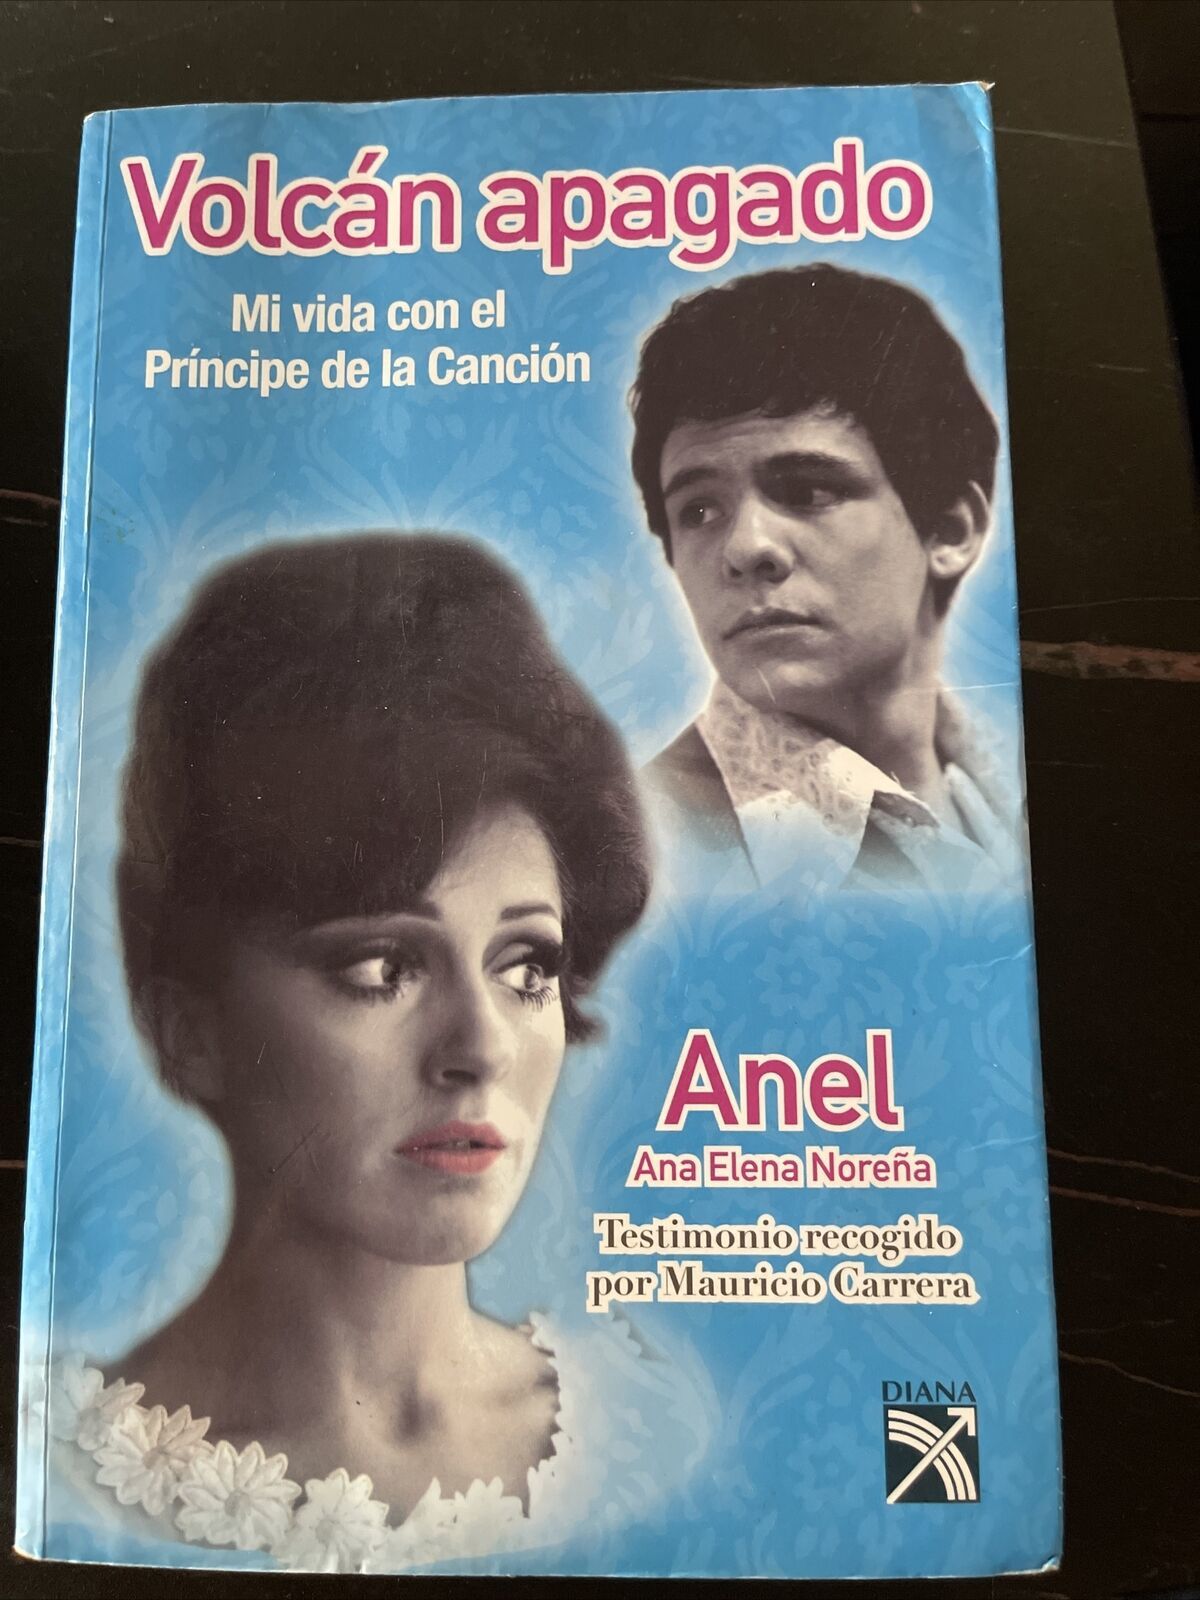 Volcán apagado
Mi vida con el
Príncipe de la Canción
Anel
Ana Elena Noreña
Testimonio recogido
por Mauricio Carrera
DIANA